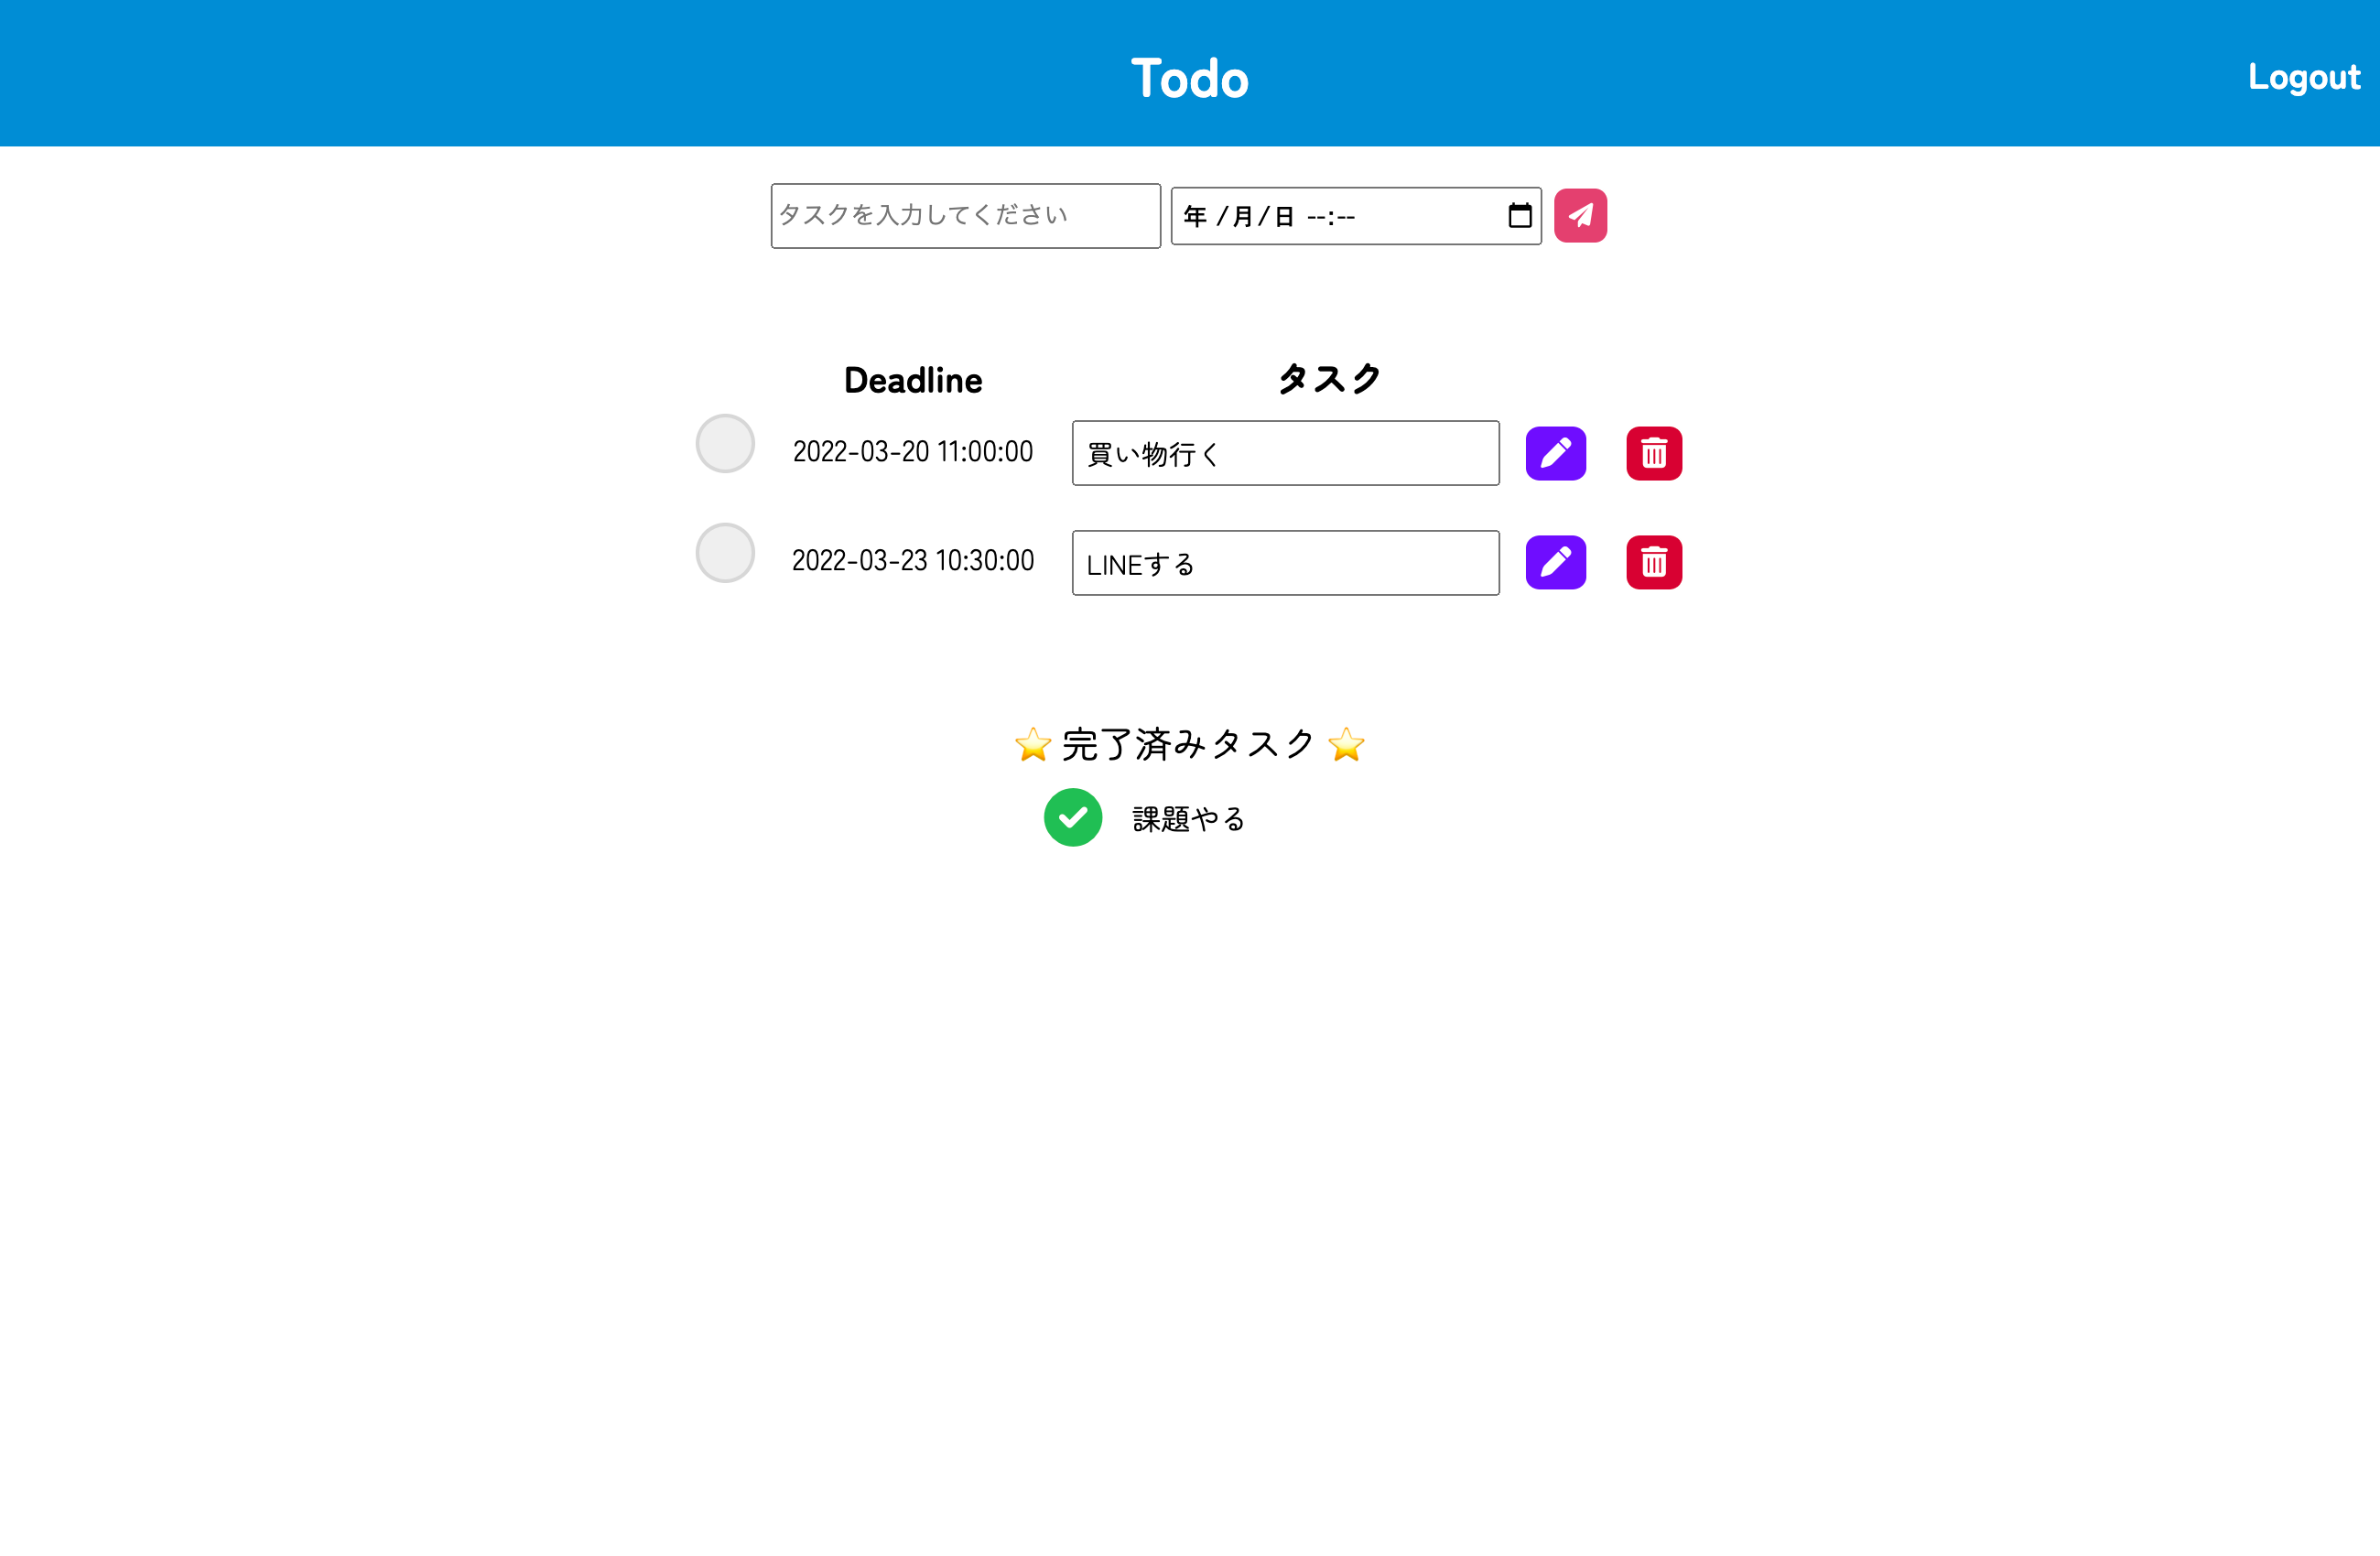 Todo
Logout
タスクを入力してください 年/月/日 --:--
Deadline タスク
2022-03-20 11:00:00 買い物行く
2022-03-23 10:30:00 LINEする
⭐ 完了済みタスク ⭐
課題やる